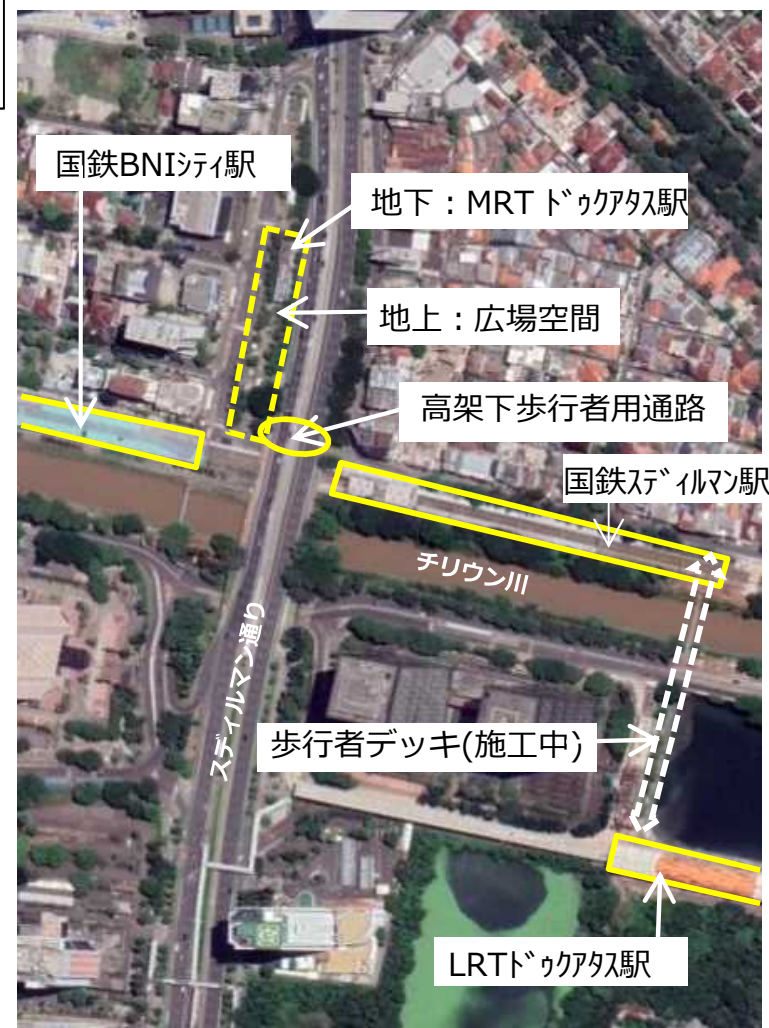 国鉄BNIｼﾃｨ駅
地下：MRT ﾄﾞｩｸｱﾀｽ駅
地上：広場空間
高架下歩行者用通路
国鉄ｽﾃﾞｨﾙﾏﾝ駅
チリウン川
スディルマン通り
歩行者デッキ(施工中)
LRTﾄﾞｩｸｱﾀｽ駅